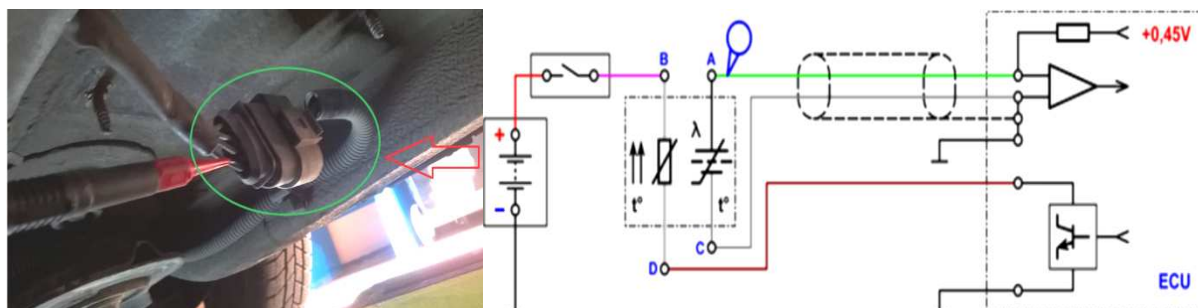 B
A
+0,45V
+
λ
t°
t°
–
C
D
ECU